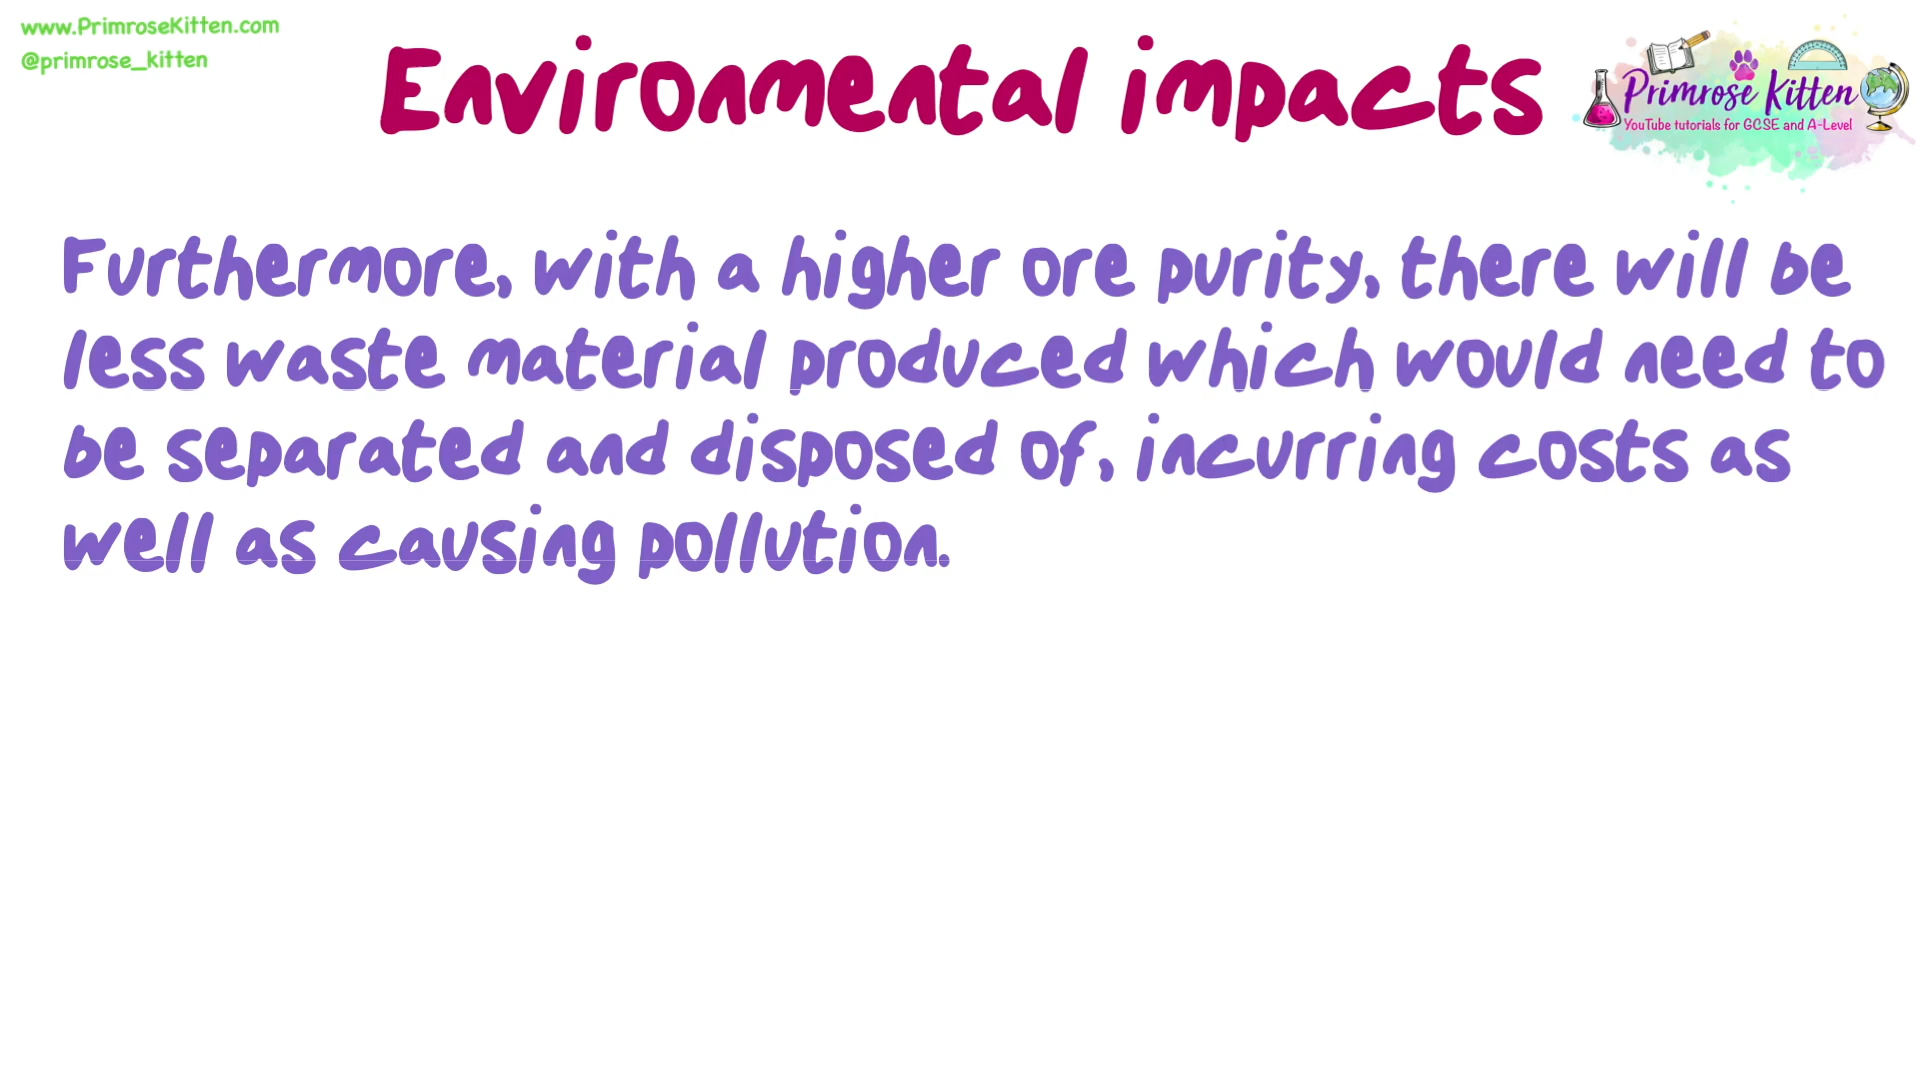 www.PrimroseKitten.com
@primrose_kitten
Environmental impacts
Primrose Kitten
YouTube tutorials for GCSE and A-Level
Furthermore, with a higher ore purity, there will be
less waste material produced which would need to
be separated and disposed of, incurring costs as
well as causing pollution.